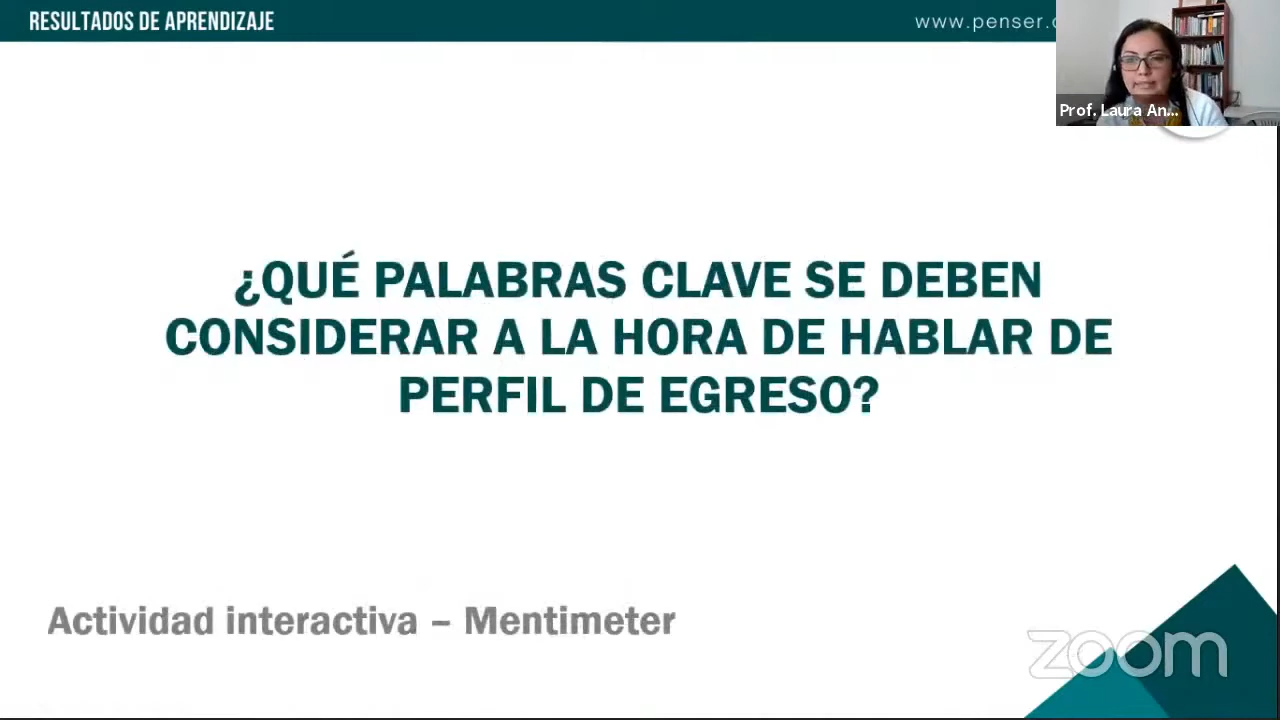 RESULTADOS DE APRENDIZAJE
www.penser.
Prof. Laura An...
¿QUÉ PALABRAS CLAVE SE DEBEN
CONSIDERAR A LA HORA DE HABLAR DE
PERFIL DE EGRESO?
Actividad interactiva – Mentimeter
zoom